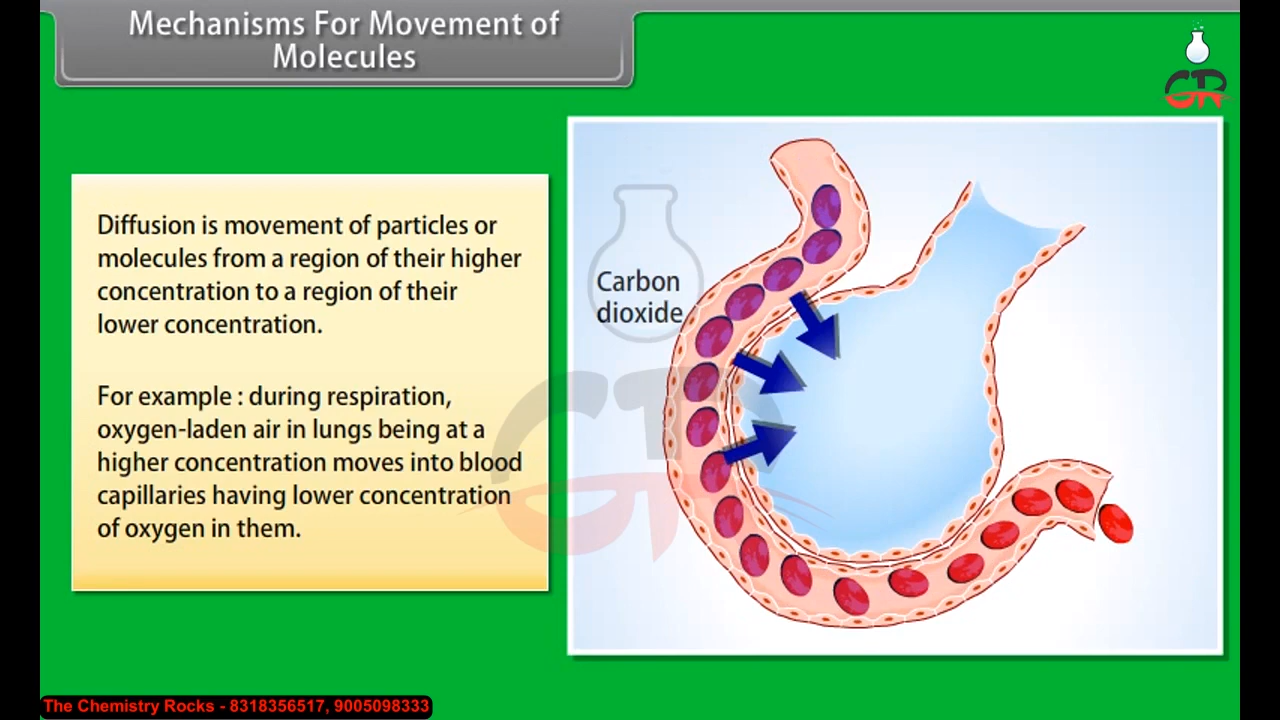 Mechanisms For Movement of
Molecules
GR
Diffusion is movement of particles or
molecules from a region of their higher
concentration to a region of their
lower concentration.
For example : during respiration,
oxygen-laden air in lungs being at a
higher concentration moves into blood
capillaries having lower concentration
of oxygen in them.
Carbon
dioxide
GR
The Chemistry Rocks - 8318356517, 9005098333